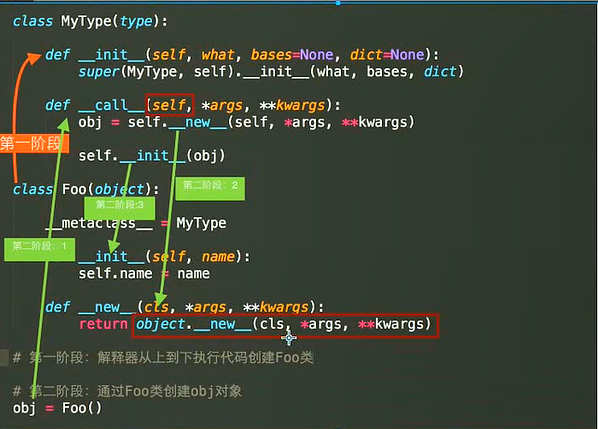 class MyType(type):
def __init__(self, what, bases=None, dict=None):
super(MyType, self).__init__(what, bases, dict)
def __call__(self, *args, **kwargs):
obj = self.__new__(self, *args, **kwargs)
第一阶段
self.__init__(obj)
第二阶段：2
class Foo(object):
第二阶段:3
__metaclass__ = MyType
第二阶段：1
__init__(self, name):
self.name = name
def __new__(cls, *args, **kwargs):
return object.__new__(cls, *args, **kwargs)
# 第一阶段：解释器从上到下执行代码创建Foo类
# 第二阶段：通过Foo类创建obj对象
obj = Foo()